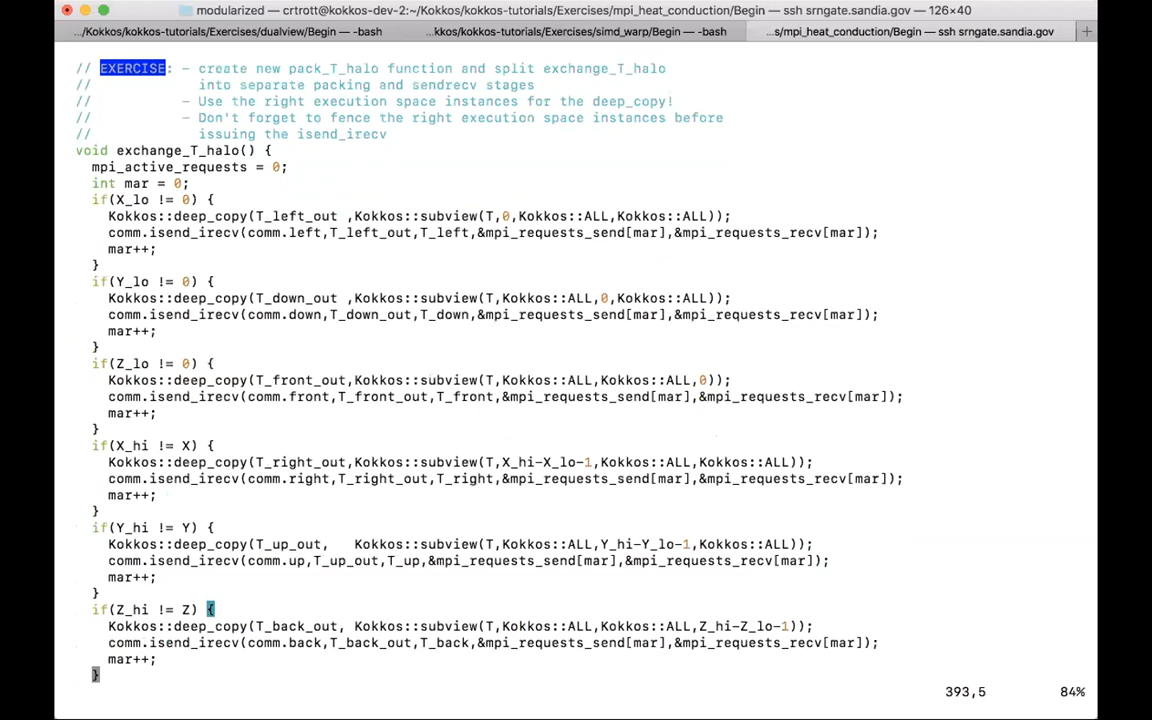 modularized — crtrott@kokkos-dev-2:~/Kokkos/kokkos-tutorials/Exercises/mpi_heat_conduction/Begin — ssh srngate.sandia.gov — 126×40
.../Kokkos/kokkos-tutorials/Exercises/dualview/Begin — -bash
...kkos/kokkos-tutorials/Exercises/simd_warp/Begin — -bash
...s/mpi_heat_conduction/Begin — ssh srngate.sandia.gov
+
// EXERCISE: - create new pack_T_halo function and split exchange_T_halo
// into separate packing and sendrecv stages
// - Use the right execution space instances for the deep_copy!
// - Don't forget to fence the right execution space instances before
// issuing the isend_irecv
void exchange_T_halo() {
mpi_active_requests = 0;
int mar = 0;
if(X_lo != 0) {
Kokkos::deep_copy(T_left_out ,Kokkos::subview(T,0,Kokkos::ALL,Kokkos::ALL));
comm.isend_irecv(comm.left,T_left_out,T_left,&mpi_requests_send[mar],&mpi_requests_recv[mar]);
mar++;
}
if(Y_lo != 0) {
Kokkos::deep_copy(T_down_out ,Kokkos::subview(T,Kokkos::ALL,0,Kokkos::ALL));
comm.isend_irecv(comm.down,T_down_out,T_down,&mpi_requests_send[mar],&mpi_requests_recv[mar]);
mar++;
}
if(Z_lo != 0) {
Kokkos::deep_copy(T_front_out,Kokkos::subview(T,Kokkos::ALL,Kokkos::ALL,0));
comm.isend_irecv(comm.front,T_front_out,T_front,&mpi_requests_send[mar],&mpi_requests_recv[mar]);
mar++;
}
if(X_hi != X) {
Kokkos::deep_copy(T_right_out,Kokkos::subview(T,X_hi-X_lo-1,Kokkos::ALL,Kokkos::ALL));
comm.isend_irecv(comm.right,T_right_out,T_right,&mpi_requests_send[mar],&mpi_requests_recv[mar]);
mar++;
}
if(Y_hi != Y) {
Kokkos::deep_copy(T_up_out, Kokkos::subview(T,Kokkos::ALL,Y_hi-Y_lo-1,Kokkos::ALL));
comm.isend_irecv(comm.up,T_up_out,T_up,&mpi_requests_send[mar],&mpi_requests_recv[mar]);
mar++;
}
if(Z_hi != Z) {
Kokkos::deep_copy(T_back_out, Kokkos::subview(T,Kokkos::ALL,Kokkos::ALL,Z_hi-Z_lo-1));
comm.isend_irecv(comm.back,T_back_out,T_back,&mpi_requests_send[mar],&mpi_requests_recv[mar]);
mar++;
}
393,5 84%